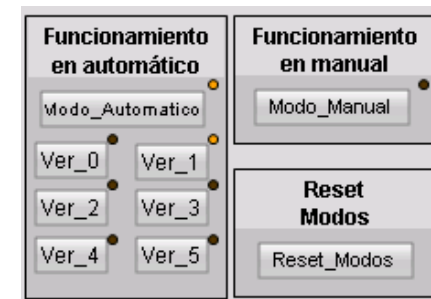 Funcionamiento
en automático
Modo_Automatico
Ver_0
Ver_1
Ver_2
Ver_3
Ver_4
Ver_5
Funcionamiento
en manual
Modo_Manual
Reset
Modos
Reset_Modos